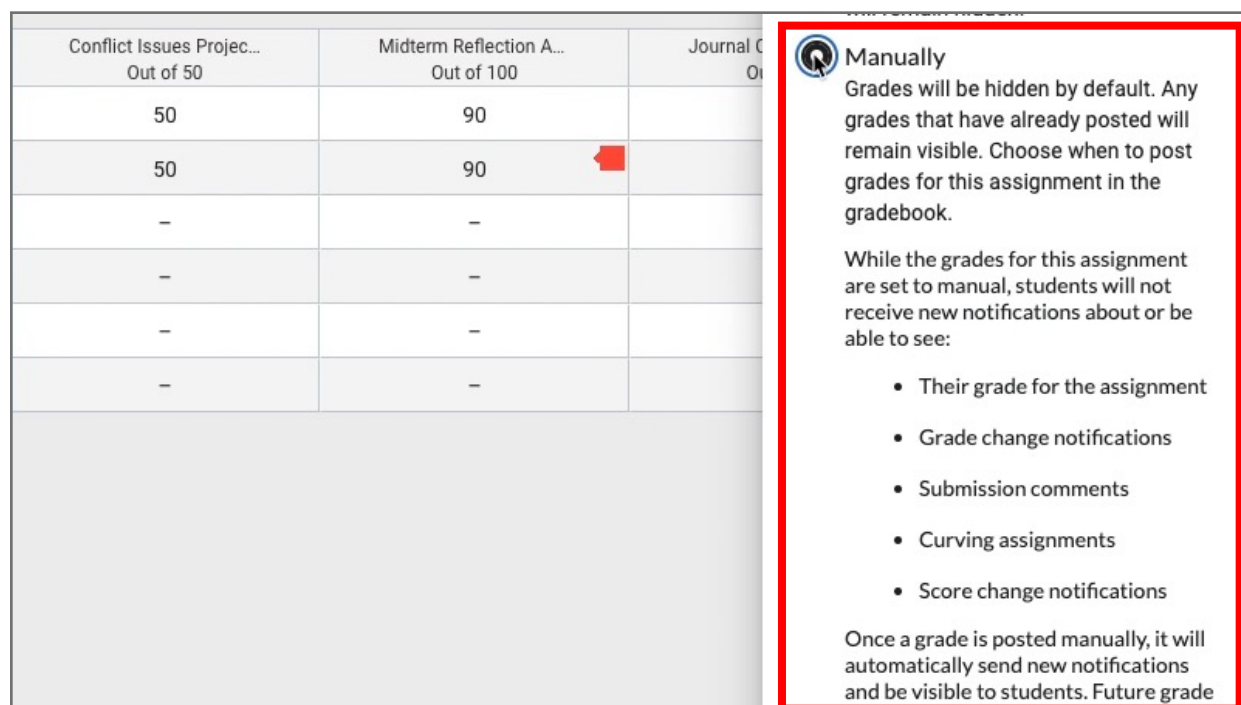 Conflict Issues Projec...
Out of 50
Midterm Reflection A...
Out of 100
Journal
50
90
50
90
–
–
–
–
–
–
–
–
Manually
Grades will be hidden by default. Any
grades that have already posted will
remain visible. Choose when to post
grades for this assignment in the
gradebook.
While the grades for this assignment
are set to manual, students will not
receive new notifications about or be
able to see:
• Their grade for the assignment
• Grade change notifications
• Submission comments
• Curving assignments
• Score change notifications
Once a grade is posted manually, it will
automatically send new notifications
and be visible to students. Future grade